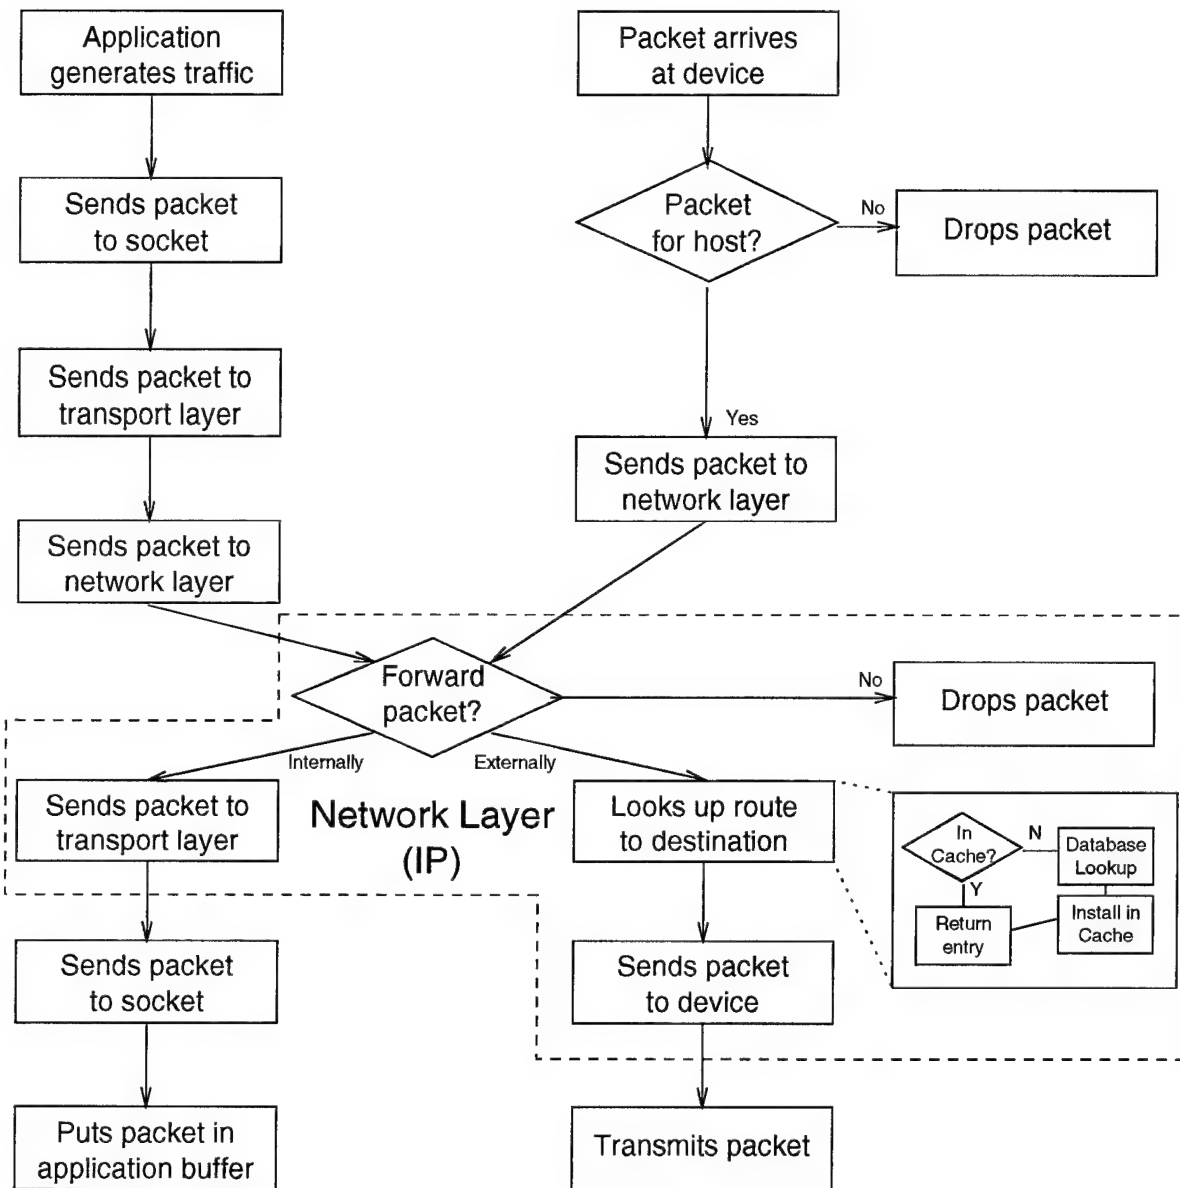 Application
generates traffic
Packet arrives
at device
Sends packet
to socket
Packet
for host?
No
Drops packet
Sends packet to
transport layer
Yes
Sends packet to
network layer
Sends packet to
network layer
Forward
packet?
No
Drops packet
Internally
Externally
Sends packet to
transport layer
Network Layer
(IP)
Looks up route
to destination
In
Cache?
N
Database
Lookup
Y
Return
entry
Install in
Cache
Sends packet
to socket
Sends packet
to device
Puts packet in
application buffer
Transmits packet